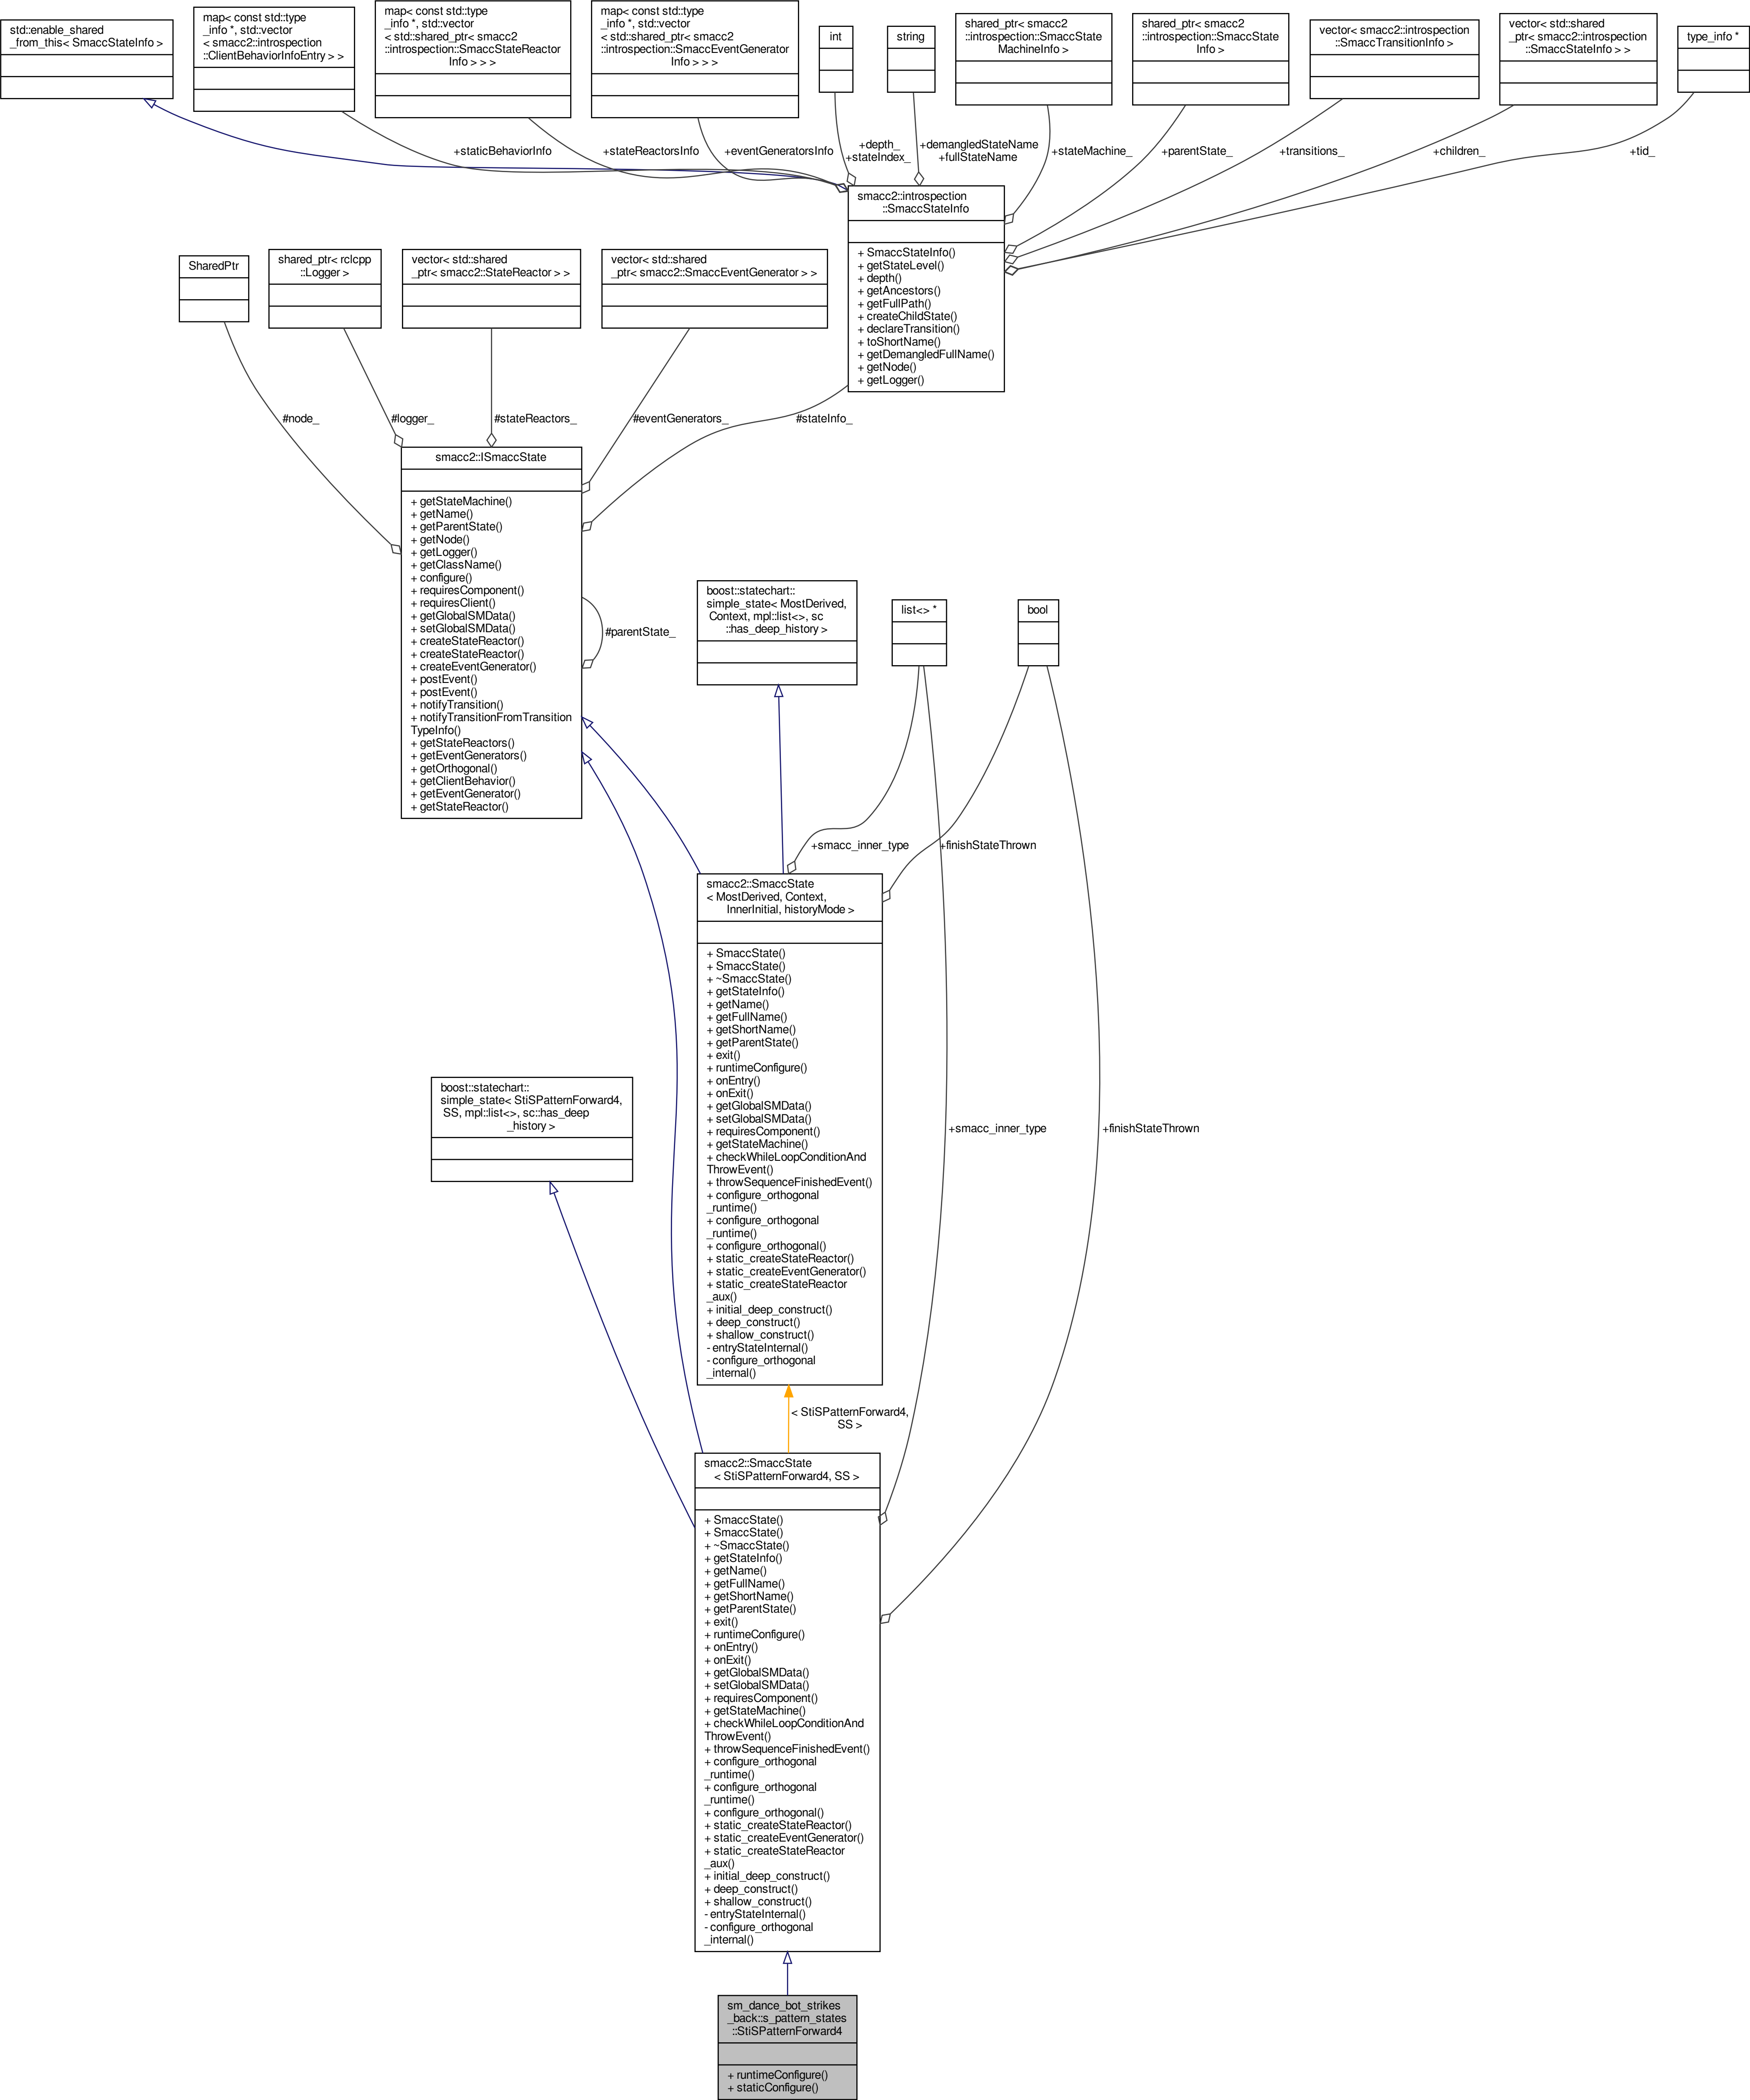 std::enable_shared
_from_this< SmaccStateInfo >
map< const std::type
_info *, std::vector
< smacc2::introspection
::ClientBehaviorInfoEntry > >
map< const std::type
_info *, std::vector
< std::shared_ptr< smacc2
::introspection::SmaccStateReactor
Info > > >
map< const std::type
_info *, std::vector
< std::shared_ptr< smacc2
::introspection::SmaccEventGenerator
Info > > >
int
string
shared_ptr< smacc2
::introspection::SmaccState
MachineInfo >
shared_ptr< smacc2
::introspection::SmaccState
Info >
vector< smacc2::introspection
::SmaccTransitionInfo >
vector< std::shared
_ptr< smacc2::introspection
::SmaccStateInfo > >
type_info *
+staticBehaviorInfo
+stateReactorsInfo
+eventGeneratorsInfo
+depth_
+stateIndex_
+demangledStateName
+fullStateName
+stateMachine_
+parentState_
+transitions_
+children_
+tid_
smacc2::introspection
::SmaccStateInfo
+ SmaccStateInfo()
+ getStateLevel()
+ depth()
+ getAncestors()
+ getFullPath()
+ createChildState()
+ declareTransition()
+ toShortName()
+ getDemangledFullName()
+ getNode()
+ getLogger()
SharedPtr
shared_ptr< rclcpp
::Logger >
vector< std::shared
_ptr< smacc2::StateReactor > >
vector< std::shared
_ptr< smacc2::SmaccEventGenerator > >
#node_
#logger_
#stateReactors_
#eventGenerators_
#stateInfo_
smacc2::ISmaccState
+ getStateMachine()
+ getName()
+ getParentState()
+ getNode()
+ getLogger()
+ getClassName()
+ configure()
+ requiresComponent()
+ requiresClient()
+ getGlobalSMData()
+ setGlobalSMData()
+ createStateReactor()
+ createStateReactor()
+ createEventGenerator()
+ postEvent()
+ postEvent()
+ notifyTransition()
+ notifyTransitionFromTransition
TypeInfo()
+ getStateReactors()
+ getEventGenerators()
+ getOrthogonal()
+ getClientBehavior()
+ getEventGenerator()
+ getStateReactor()
#parentState_
boost::statechart::
simple_state< MostDerived,
Context, mpl::list<>, sc
::has_deep_history >
list<> *
bool
+smacc_inner_type
+finishStateThrown
smacc2::SmaccState
< MostDerived, Context,
InnerInitial, historyMode >
+ SmaccState()
+ SmaccState()
+ ~SmaccState()
+ getStateInfo()
+ getName()
+ getFullName()
+ getShortName()
+ getParentState()
+ exit()
+ runtimeConfigure()
+ onEntry()
+ onExit()
+ getGlobalSMData()
+ setGlobalSMData()
+ requiresComponent()
+ getStateMachine()
+ checkWhileLoopConditionAnd
ThrowEvent()
+ throwSequenceFinishedEvent()
+ configure_orthogonal
_runtime()
+ configure_orthogonal
_runtime()
+ configure_orthogonal()
+ static_createStateReactor()
+ static_createEventGenerator()
+ static_createStateReactor
_aux()
+ initial_deep_construct()
+ deep_construct()
+ shallow_construct()
- entryStateInternal()
- configure_orthogonal
_internal()
boost::statechart::
simple_state< StiSPatternForward4,
SS, mpl::list<>, sc::has_deep
_history >
+smacc_inner_type
+finishStateThrown
< StiSPatternForward4,
SS >
smacc2::SmaccState
< StiSPatternForward4, SS >
+ SmaccState()
+ SmaccState()
+ ~SmaccState()
+ getStateInfo()
+ getName()
+ getFullName()
+ getShortName()
+ getParentState()
+ exit()
+ runtimeConfigure()
+ onEntry()
+ onExit()
+ getGlobalSMData()
+ setGlobalSMData()
+ requiresComponent()
+ getStateMachine()
+ checkWhileLoopConditionAnd
ThrowEvent()
+ throwSequenceFinishedEvent()
+ configure_orthogonal
_runtime()
+ configure_orthogonal
_runtime()
+ configure_orthogonal()
+ static_createStateReactor()
+ static_createEventGenerator()
+ static_createStateReactor
_aux()
+ initial_deep_construct()
+ deep_construct()
+ shallow_construct()
- entryStateInternal()
- configure_orthogonal
_internal()
sm_dance_bot_strikes
_back::s_pattern_states
::StiSPatternForward4
+ runtimeConfigure()
+ staticConfigure()